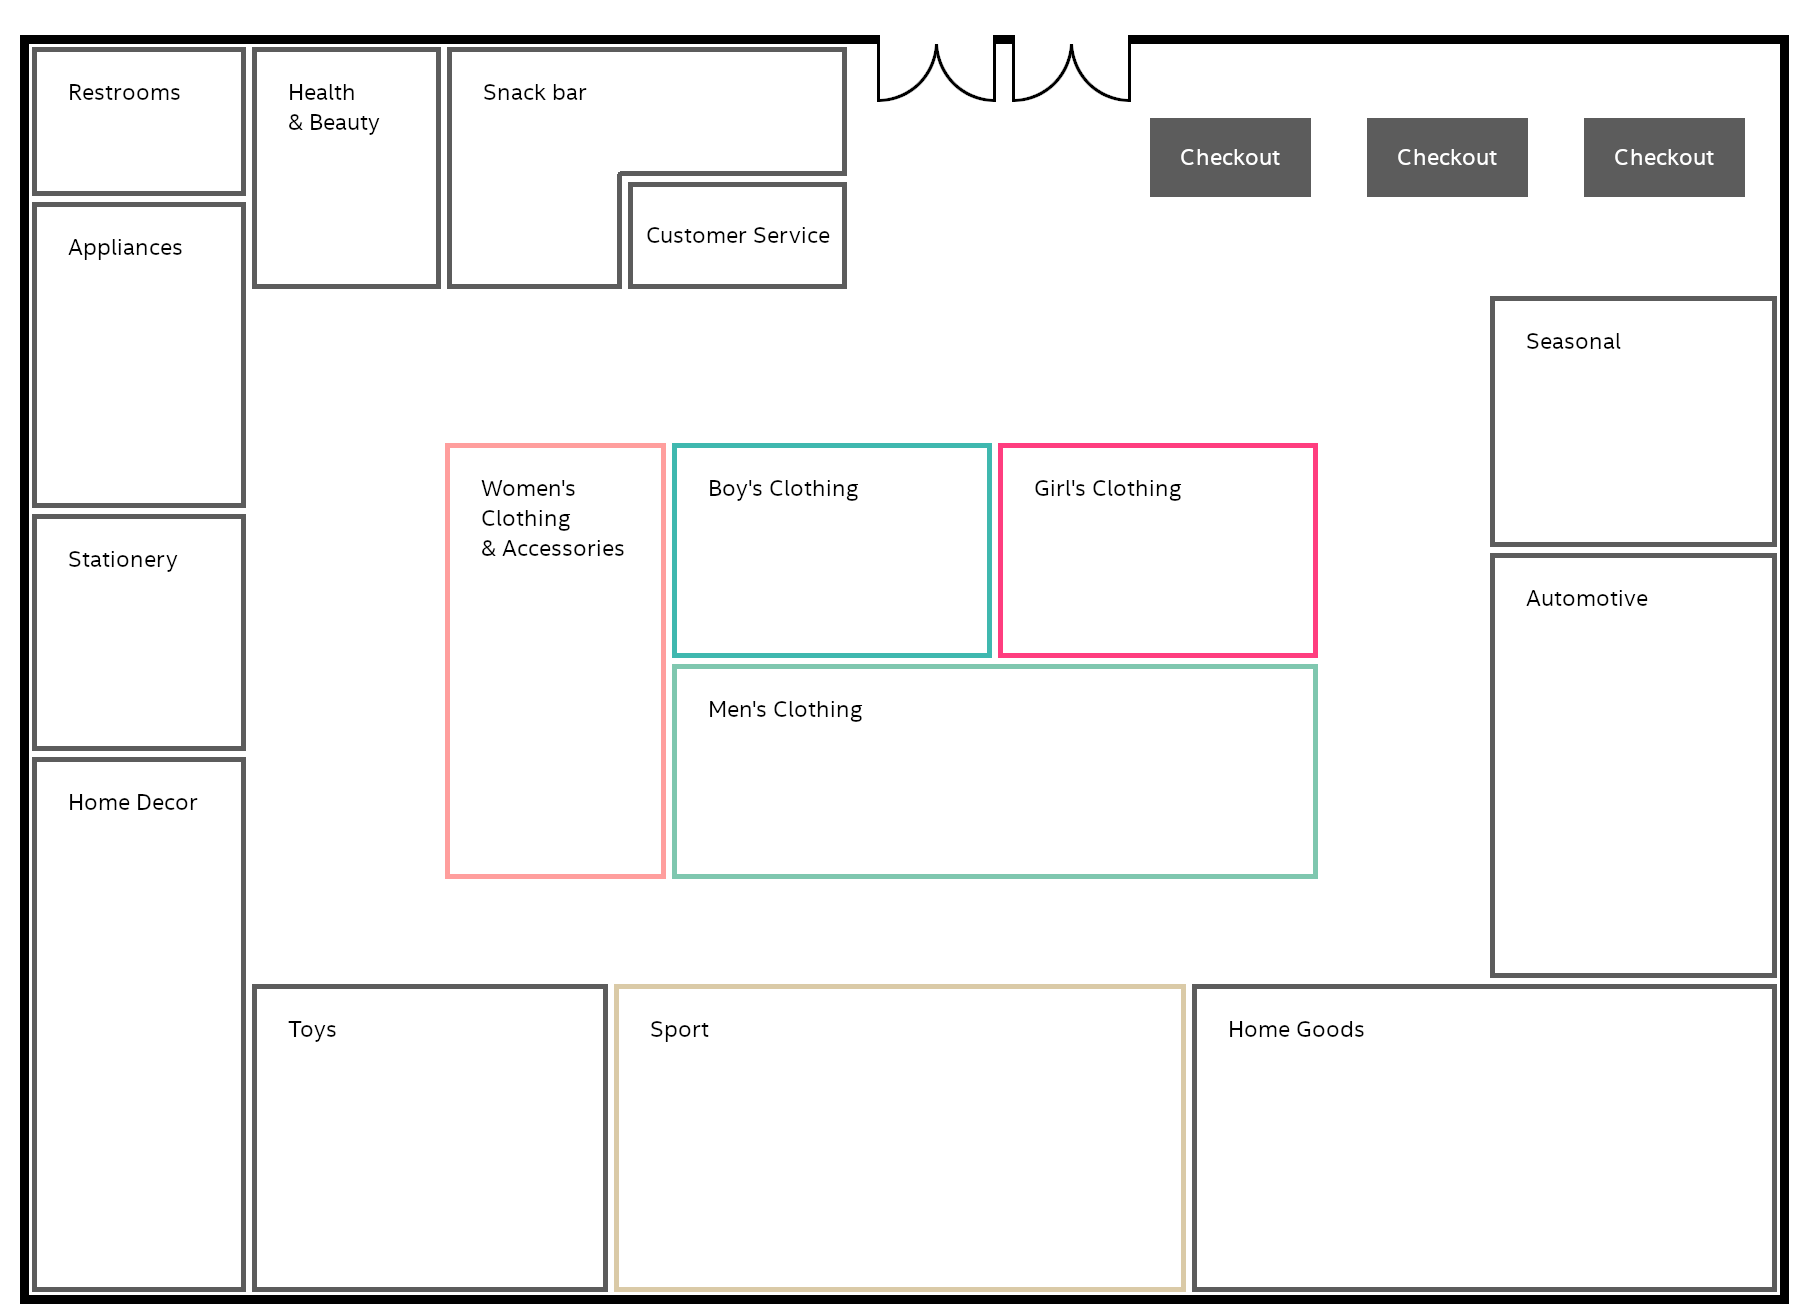 Restrooms
Health
& Beauty
Snack bar
Checkout
Checkout
Checkout
Customer Service
Appliances
Seasonal
Women's
Clothing
& Accessories
Boy's Clothing
Girl's Clothing
Stationery
Automotive
Men's Clothing
Home Decor
Toys
Sport
Home Goods